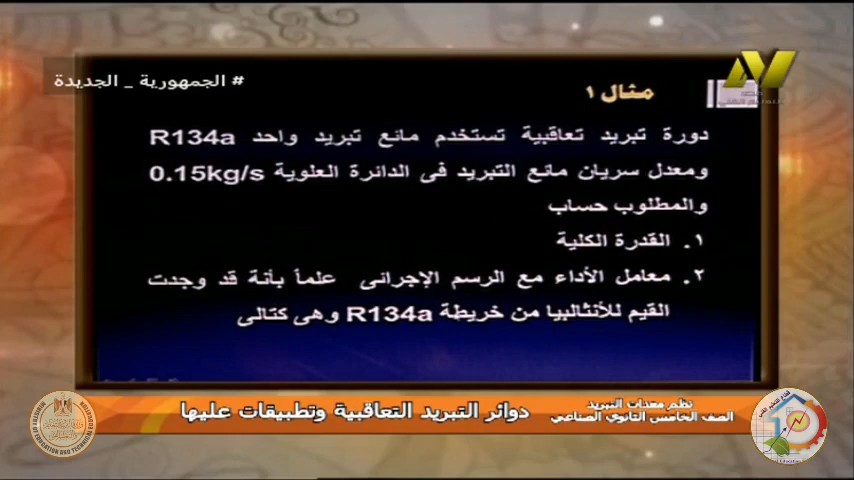 # الجمهورية _ الجديدة
مثال ١
دورة تبريد تعاقبية تستخدم مائع تبريد واحد R134a
ومعدل سريان مائع التبريد فى الدائرة العلوية 0.15kg/s
والمطلوب حساب
١. القدرة الكلية
٢. معامل الأداء مع الرسم الإجرائى علماً بأنة قد وجدت
القيم للأنثالبيا من خريطة R134a وهى كتالى
نظم معدات التبريد
الصف الخامس الثانوي الصناعي
دوائر التبريد التعاقبية وتطبيقات عليها